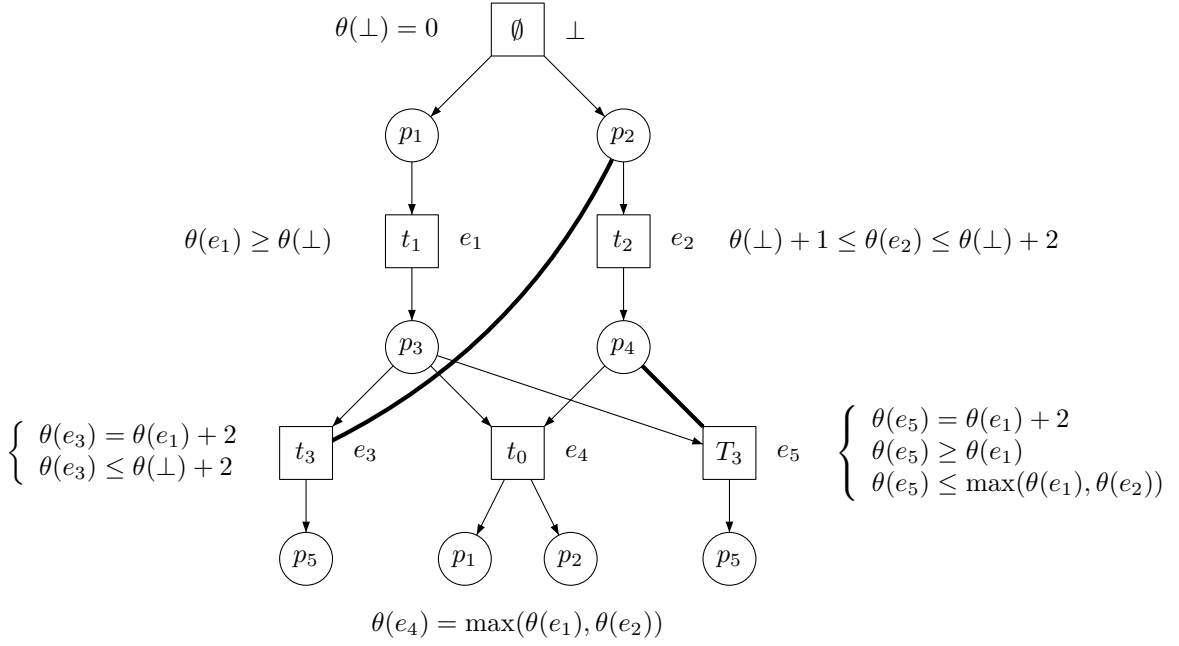 θ(⊥) = 0
∅
⊥
p₁
p₂
θ(e₁) ≥ θ(⊥)
t₁
e₁
t₂
e₂
θ(⊥) + 1 ≤ θ(e₂) ≤ θ(⊥) + 2
p₃
p₄
θ(e₃) = θ(e₁) + 2
θ(e₃) ≤ θ(⊥) + 2
t₃
e₃
t₀
e₄
T₃
e₅
θ(e₅) = θ(e₁) + 2
θ(e₅) ≥ θ(e₁)
θ(e₅) ≤ max(θ(e₁), θ(e₂))
p₅
p₁
p₂
p₅
θ(e₄) = max(θ(e₁), θ(e₂))